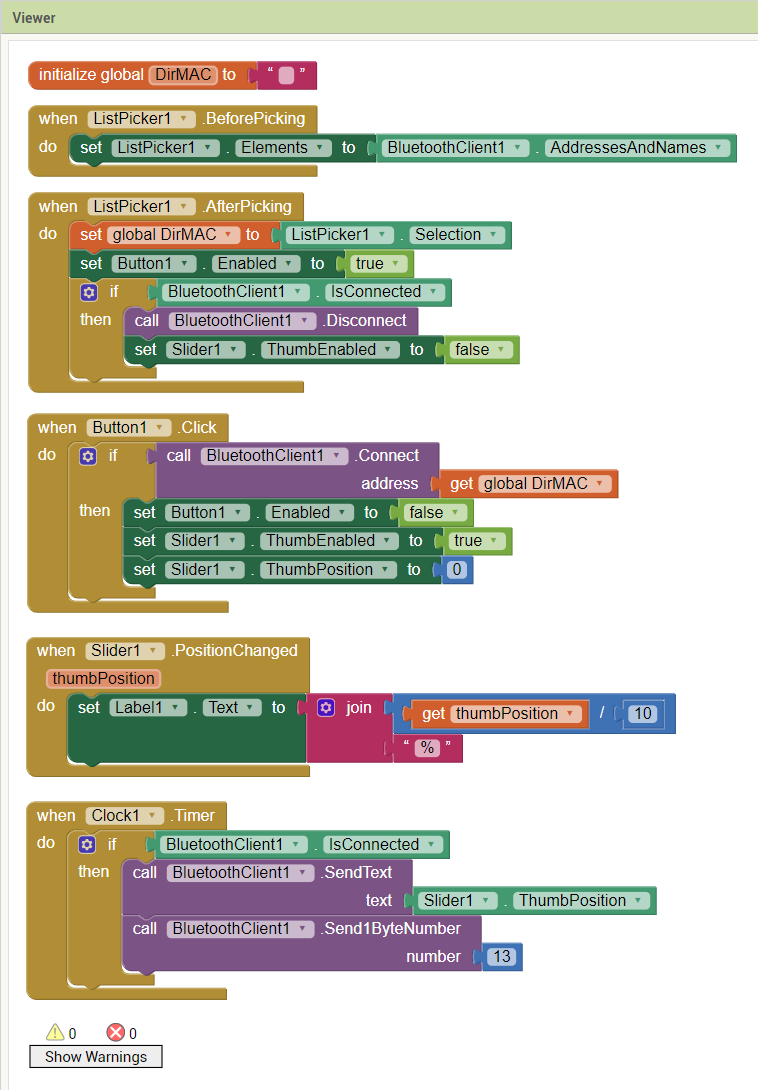 Viewer
initialize global DirMAC to “ ”
when ListPicker1 .BeforePicking
do set ListPicker1 . Elements to BluetoothClient1 . AddressesAndNames
when ListPicker1 .AfterPicking
do set global DirMAC to ListPicker1 . Selection
set Button1 . Enabled to true
if BluetoothClient1 . IsConnected
then call BluetoothClient1 .Disconnect
set Slider1 . ThumbEnabled to false
when Button1 .Click
do if call BluetoothClient1 .Connect
address get global DirMAC
then set Button1 . Enabled to false
set Slider1 . ThumbEnabled to true
set Slider1 . ThumbPosition to 0
when Slider1 .PositionChanged
thumbPosition
do set Label1 . Text to join get thumbPosition / 10
“ % ”
when Clock1 .Timer
do if BluetoothClient1 . IsConnected
then call BluetoothClient1 .SendText
text Slider1 . ThumbPosition
call BluetoothClient1 .Send1ByteNumber
number 13
0 0
Show Warnings